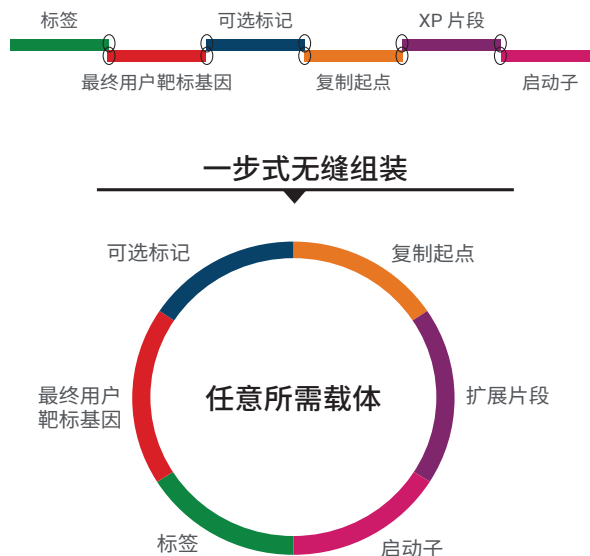 标签
可选标记
XP 片段
最终用户靶标基因
复制起点
启动子
一步式无缝组装
可选标记
复制起点
最终用户
靶标基因
任意所需载体
扩展片段
标签
启动子